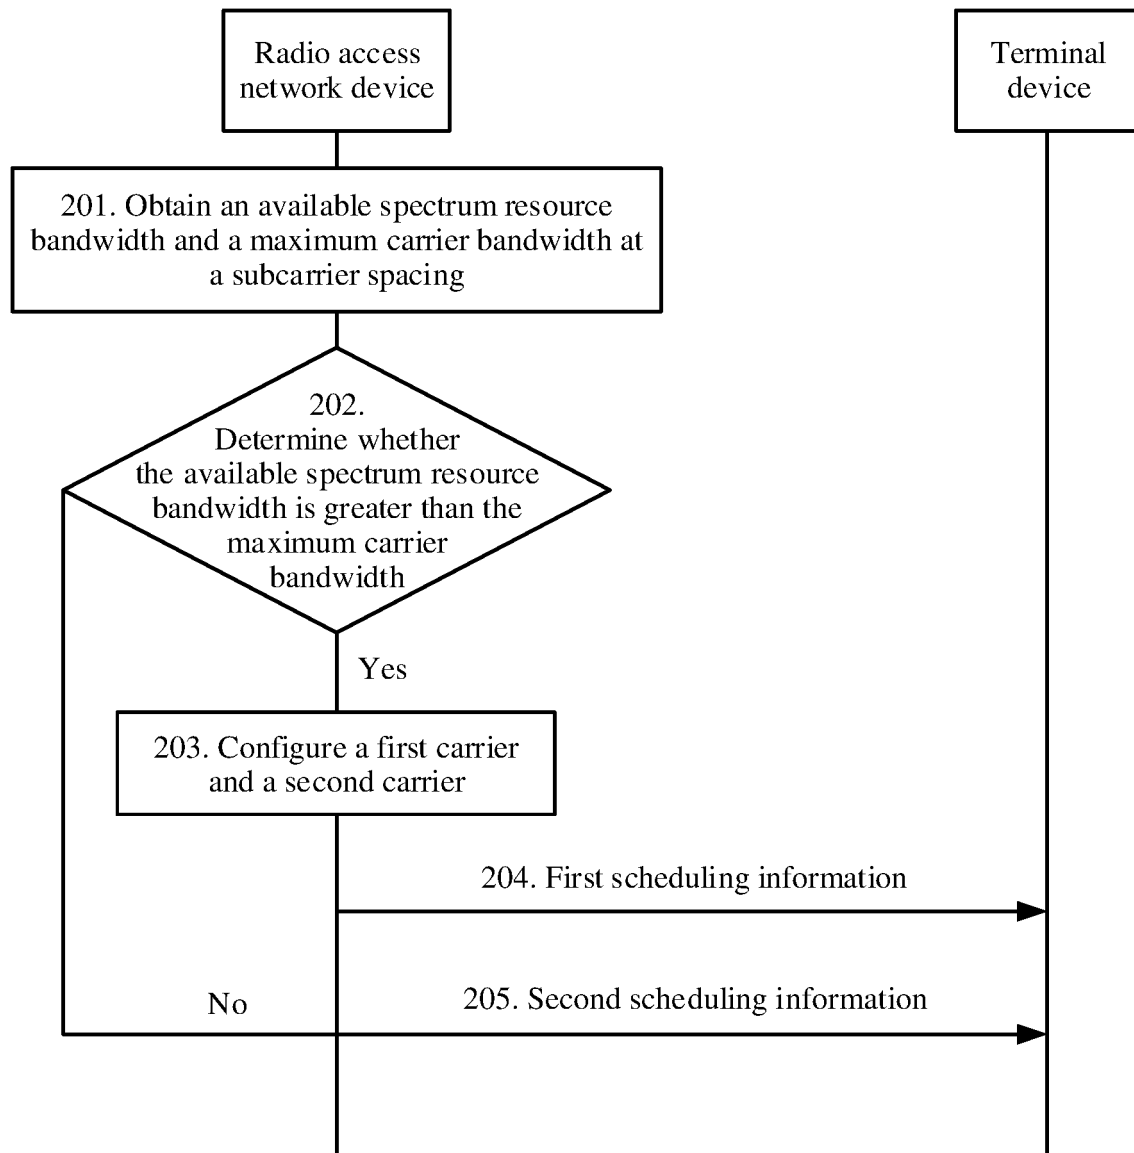 Radio access
network device
Terminal
device
201. Obtain an available spectrum resource
bandwidth and a maximum carrier bandwidth at
a subcarrier spacing
202.
Determine whether
the available spectrum resource
bandwidth is greater than the
maximum carrier
bandwidth
Yes
203. Configure a first carrier
and a second carrier
204. First scheduling information
No
205. Second scheduling information